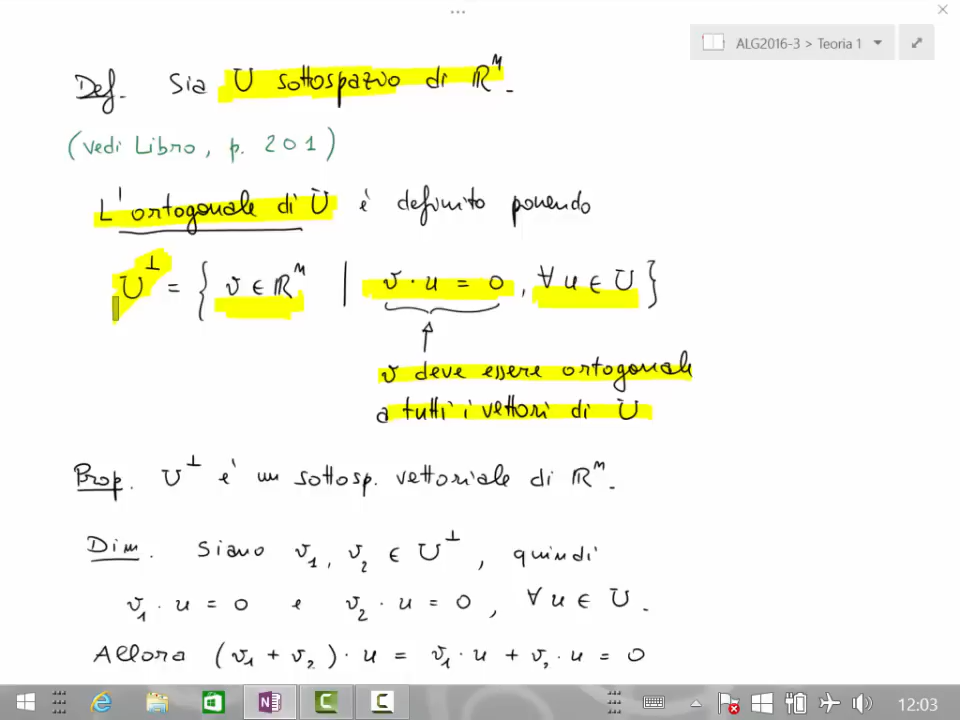 ALG2016-3 > Teoria 1
Def. Sia U sottospazio di ℝⁿ.
(vedi Libro, p. 201)
L'ortogonale di U è definito ponendo
U^⊥ = { v ∈ ℝⁿ | v · u = 0, ∀ u ∈ U }
v deve essere ortogonale
a tutti i vettori di U
Prop. U^⊥ è un sottosp. vettoriale di ℝⁿ.
Dim. Siano v₁, v₂ ∈ U^⊥, quindi
v₁ · u = 0 e v₂ · u = 0, ∀ u ∈ U.
Allora (v₁ + v₂) · u = v₁ · u + v₂ · u = 0
12:03